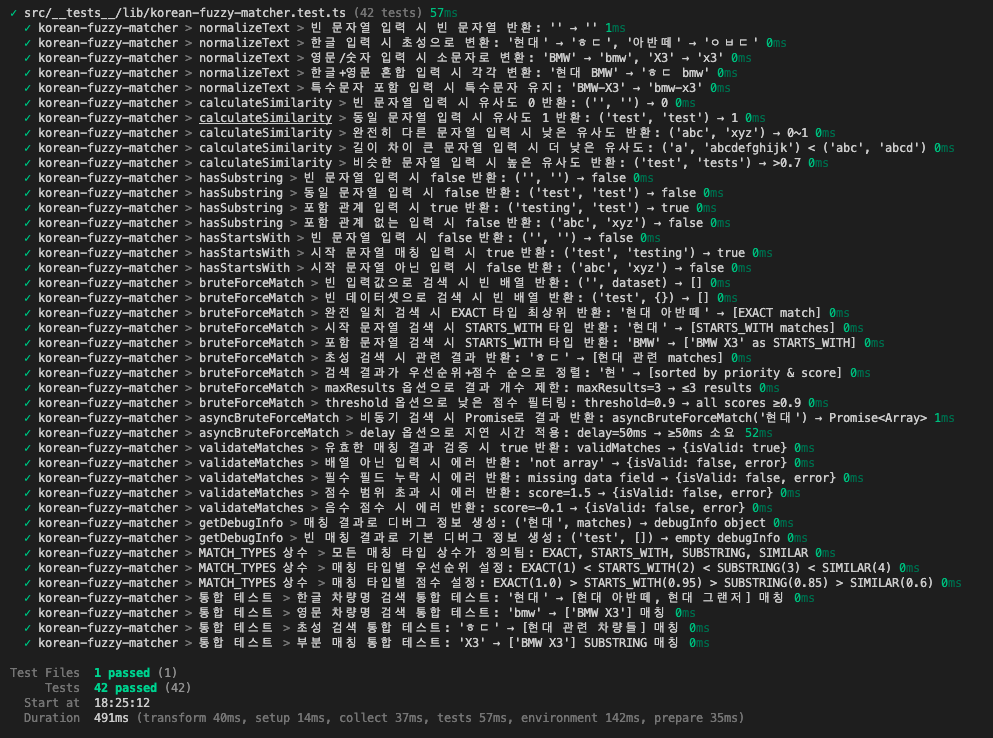 ✓ src/__tests__/lib/korean-fuzzy-matcher.test.ts (42 tests) 57ms
✓ korean-fuzzy-matcher > normalizeText > 빈 문자열 입력 시 빈 문자열 반환: '' → '' 1ms
✓ korean-fuzzy-matcher > normalizeText > 한글 입력 시 초성으로 변환: '현대' → 'ㅎㄷ', '아반떼' → 'ㅇㅂㄸ' 0ms
✓ korean-fuzzy-matcher > normalizeText > 영문/숫자 입력 시 소문자로 변환: 'BMW' → 'bmw', 'X3' → 'x3' 0ms
✓ korean-fuzzy-matcher > normalizeText > 한글+영문 혼합 입력 시 각각 변환: '현대 BMW' → 'ㅎㄷ bmw' 0ms
✓ korean-fuzzy-matcher > normalizeText > 특수문자 포함 입력 시 특수문자 유지: 'BMW-X3' → 'bmw-x3' 0ms
✓ korean-fuzzy-matcher > calculateSimilarity > 빈 문자열 입력 시 유사도 0 반환: ('', '') → 0 0ms
✓ korean-fuzzy-matcher > calculateSimilarity > 동일 문자열 입력 시 유사도 1 반환: ('test', 'test') → 1 0ms
✓ korean-fuzzy-matcher > calculateSimilarity > 완전히 다른 문자열 입력 시 낮은 유사도 반환: ('abc', 'xyz') → 0~1 0ms
✓ korean-fuzzy-matcher > calculateSimilarity > 길이 차이 큰 문자열 입력 시 더 낮은 유사도: ('a', 'abcdefghijk') < ('abc', 'abcd') 0ms
✓ korean-fuzzy-matcher > calculateSimilarity > 비슷한 문자열 입력 시 높은 유사도 반환: ('test', 'tests') → >0.7 0ms
✓ korean-fuzzy-matcher > hasSubstring > 빈 문자열 입력 시 false 반환: ('', '') → false 0ms
✓ korean-fuzzy-matcher > hasSubstring > 동일 문자열 입력 시 false 반환: ('test', 'test') → false 0ms
✓ korean-fuzzy-matcher > hasSubstring > 포함 관계 입력 시 true 반환: ('testing', 'test') → true 0ms
✓ korean-fuzzy-matcher > hasSubstring > 포함 관계 없는 입력 시 false 반환: ('abc', 'xyz') → false 0ms
✓ korean-fuzzy-matcher > hasStartsWith > 빈 문자열 입력 시 false 반환: ('', '') → false 0ms
✓ korean-fuzzy-matcher > hasStartsWith > 시작 문자열 매칭 입력 시 true 반환: ('test', 'testing') → true 0ms
✓ korean-fuzzy-matcher > hasStartsWith > 시작 문자열 아닌 입력 시 false 반환: ('abc', 'xyz') → false 0ms
✓ korean-fuzzy-matcher > bruteForceMatch > 빈 입력값으로 검색 시 빈 배열 반환: ('', dataset) → [] 0ms
✓ korean-fuzzy-matcher > bruteForceMatch > 빈 데이터셋으로 검색 시 빈 배열 반환: ('test', {}) → [] 0ms
✓ korean-fuzzy-matcher > bruteForceMatch > 완전 일치 검색 시 EXACT 타입 최상위 반환: '현대 아반떼' → [EXACT match] 0ms
✓ korean-fuzzy-matcher > bruteForceMatch > 시작 문자열 검색 시 STARTS_WITH 타입 반환: '현대' → [STARTS_WITH matches] 0ms
✓ korean-fuzzy-matcher > bruteForceMatch > 포함 문자열 검색 시 STARTS_WITH 타입 반환: 'BMW' → ['BMW X3' as STARTS_WITH] 0ms
✓ korean-fuzzy-matcher > bruteForceMatch > 초성 검색 시 관련 결과 반환: 'ㅎㄷ' → [현대 관련 matches] 0ms
✓ korean-fuzzy-matcher > bruteForceMatch > 검색 결과가 우선순위+점수 순으로 정렬: '현' → [sorted by priority & score] 0ms
✓ korean-fuzzy-matcher > bruteForceMatch > maxResults 옵션으로 결과 개수 제한: maxResults=3 → ≤3 results 0ms
✓ korean-fuzzy-matcher > bruteForceMatch > threshold 옵션으로 낮은 점수 필터링: threshold=0.9 → all scores ≥0.9 0ms
✓ korean-fuzzy-matcher > asyncBruteForceMatch > 비동기 검색 시 Promise로 결과 반환: asyncBruteForceMatch('현대') → Promise<Array> 1ms
✓ korean-fuzzy-matcher > asyncBruteForceMatch > delay 옵션으로 지연 시간 적용: delay=50ms → ≥50ms 소요 52ms
✓ korean-fuzzy-matcher > validateMatches > 유효한 매칭 결과 검증 시 true 반환: validMatches → {isValid: true} 0ms
✓ korean-fuzzy-matcher > validateMatches > 배열 아닌 입력 시 에러 반환: 'not array' → {isValid: false, error} 0ms
✓ korean-fuzzy-matcher > validateMatches > 필수 필드 누락 시 에러 반환: missing data field → {isValid: false, error} 0ms
✓ korean-fuzzy-matcher > validateMatches > 점수 범위 초과 시 에러 반환: score=1.5 → {isValid: false, error} 0ms
✓ korean-fuzzy-matcher > validateMatches > 음수 점수 시 에러 반환: score=-0.1 → {isValid: false, error} 0ms
✓ korean-fuzzy-matcher > getDebugInfo > 매칭 결과로 디버그 정보 생성: ('현대', matches) → debugInfo object 0ms
✓ korean-fuzzy-matcher > getDebugInfo > 빈 매칭 결과로 기본 디버그 정보 생성: ('test', []) → empty debugInfo 0ms
✓ korean-fuzzy-matcher > MATCH_TYPES 상수 > 모든 매칭 타입 상수가 정의됨: EXACT, STARTS_WITH, SUBSTRING, SIMILAR 0ms
✓ korean-fuzzy-matcher > MATCH_TYPES 상수 > 매칭 타입별 우선순위 설정: EXACT(1) < STARTS_WITH(2) < SUBSTRING(3) < SIMILAR(4) 0ms
✓ korean-fuzzy-matcher > MATCH_TYPES 상수 > 매칭 타입별 점수 설정: EXACT(1.0) > STARTS_WITH(0.95) > SUBSTRING(0.85) > SIMILAR(0.6) 0ms
✓ korean-fuzzy-matcher > 통합 테스트 > 한글 차량명 검색 통합 테스트: '현대' → [현대 아반떼, 현대 그랜저] 매칭 0ms
✓ korean-fuzzy-matcher > 통합 테스트 > 영문 차량명 검색 통합 테스트: 'bmw' → ['BMW X3'] 매칭 0ms
✓ korean-fuzzy-matcher > 통합 테스트 > 초성 검색 통합 테스트: 'ㅎㄷ' → [현대 관련 차량들] 매칭 0ms
✓ korean-fuzzy-matcher > 통합 테스트 > 부분 매칭 통합 테스트: 'X3' → ['BMW X3'] SUBSTRING 매칭 0ms
Test Files 1 passed (1)
Tests 42 passed (42)
Start at 18:25:12
Duration 491ms (transform 40ms, setup 14ms, collect 37ms, tests 57ms, environment 142ms, prepare 35ms)